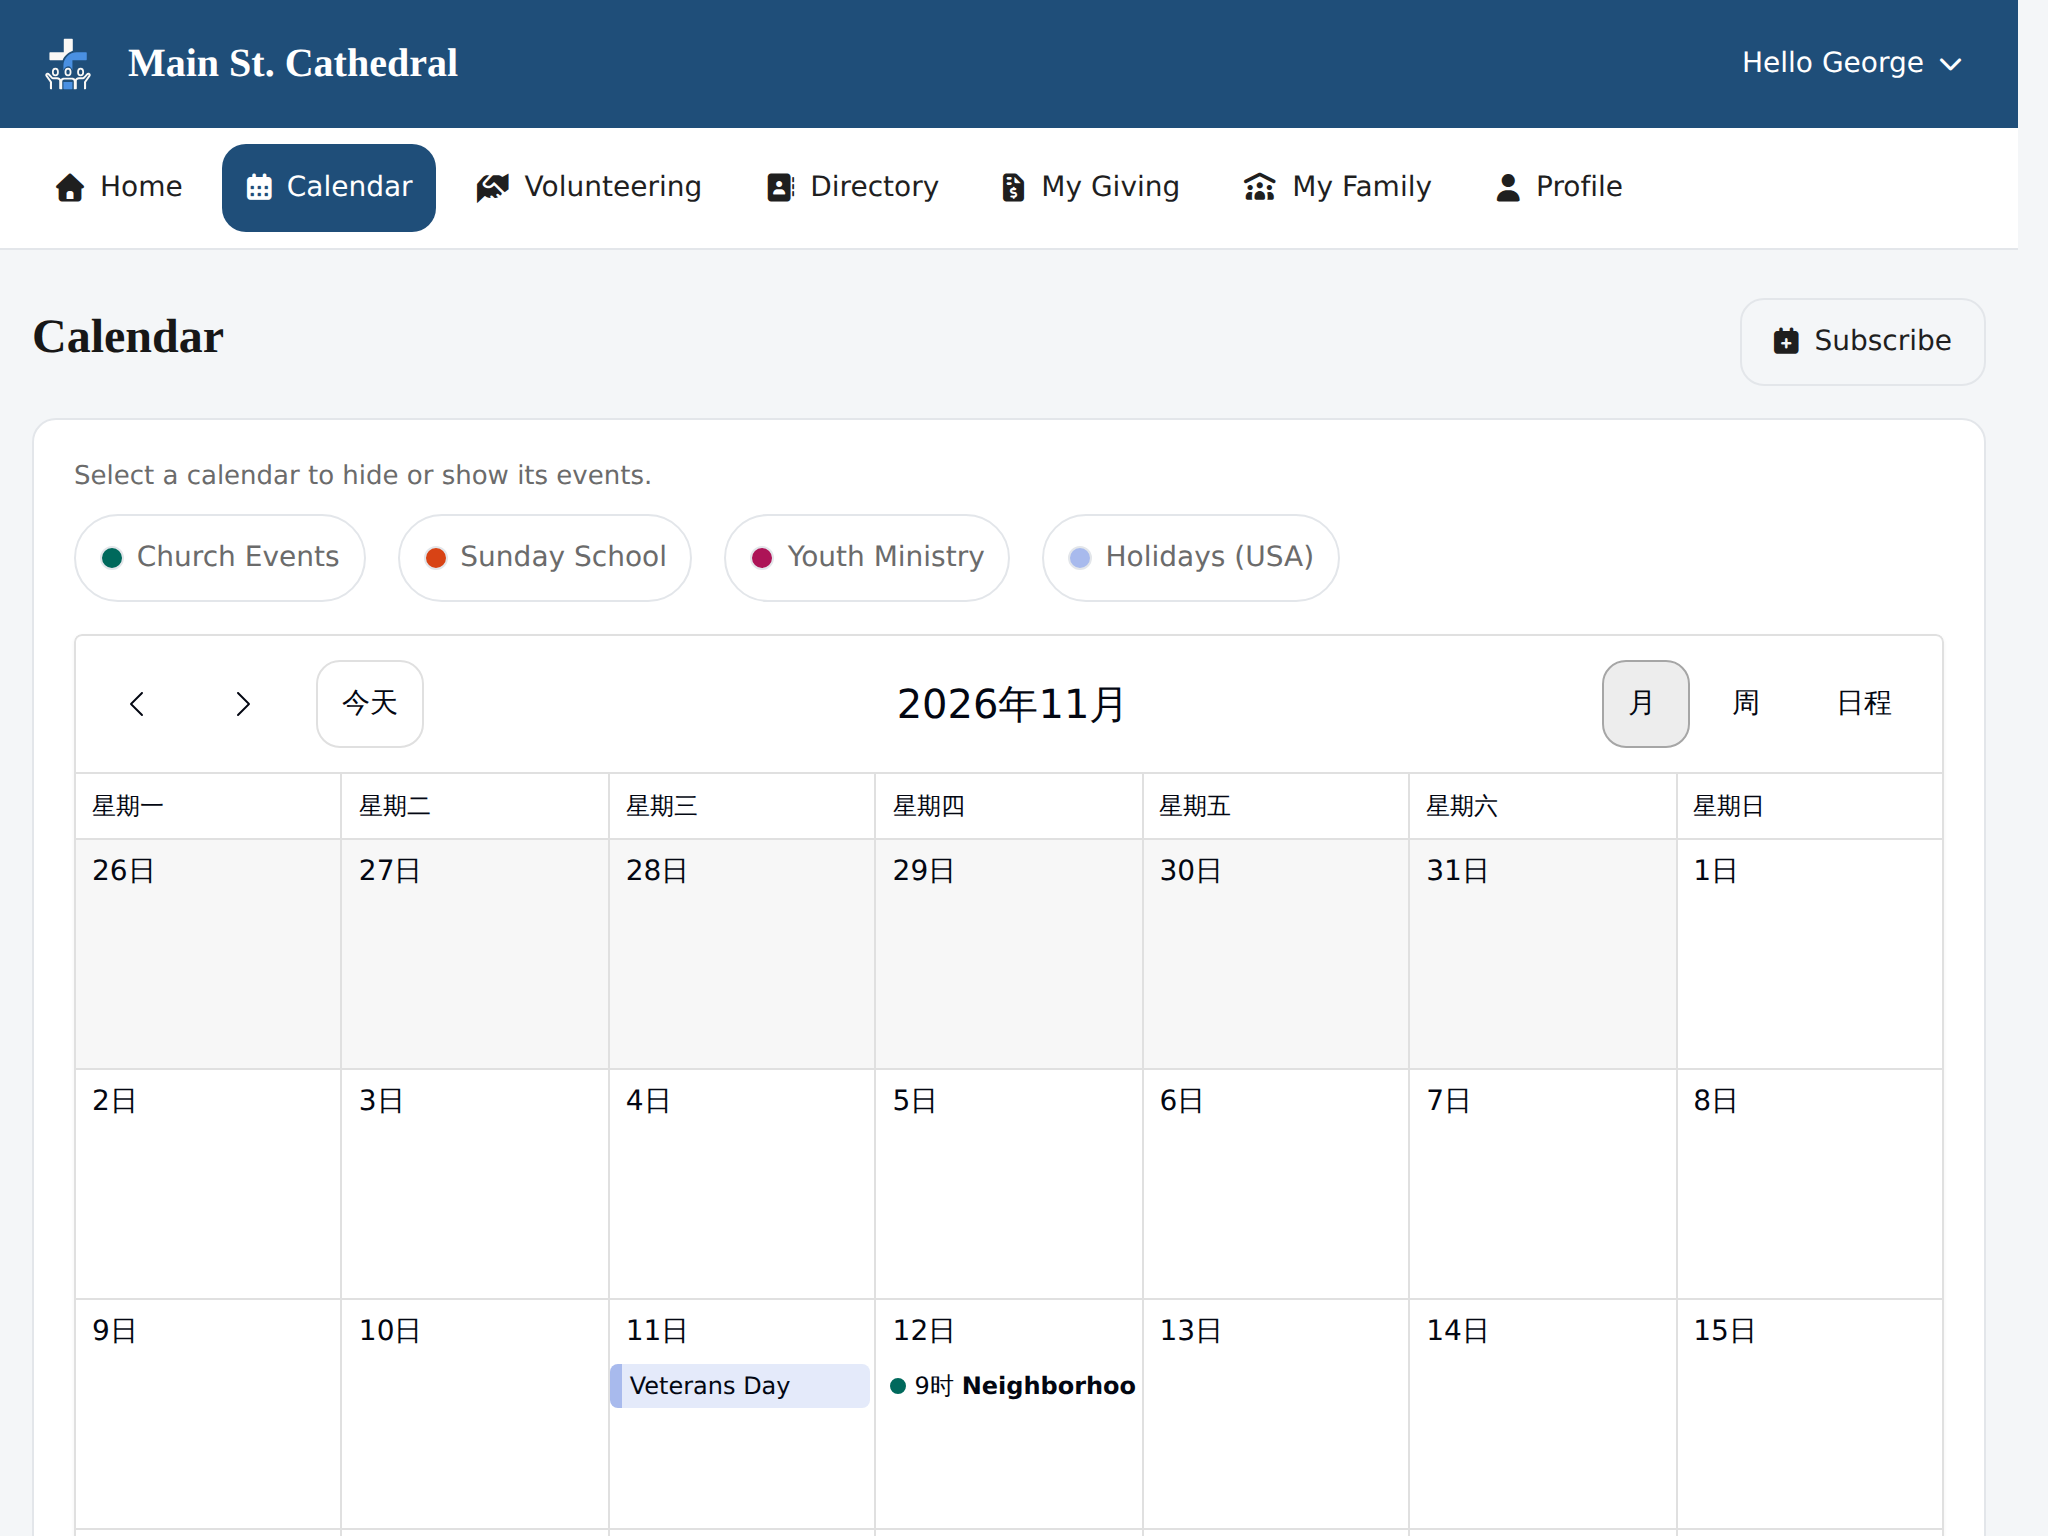 Main St. Cathedral
Hello George
Home
Calendar
Volunteering
Directory
My Giving
My Family
Profile
Calendar
Subscribe
Select a calendar to hide or show its events.
Church Events
Sunday School
Youth Ministry
Holidays (USA)
今天
2026年11月
月
周
日程
星期一
星期二
星期三
星期四
星期五
星期六
星期日
26日
27日
28日
29日
30日
31日
1日
2日
3日
4日
5日
6日
7日
8日
9日
10日
11日
12日
13日
14日
15日
Veterans Day
9时 Neighborhoo